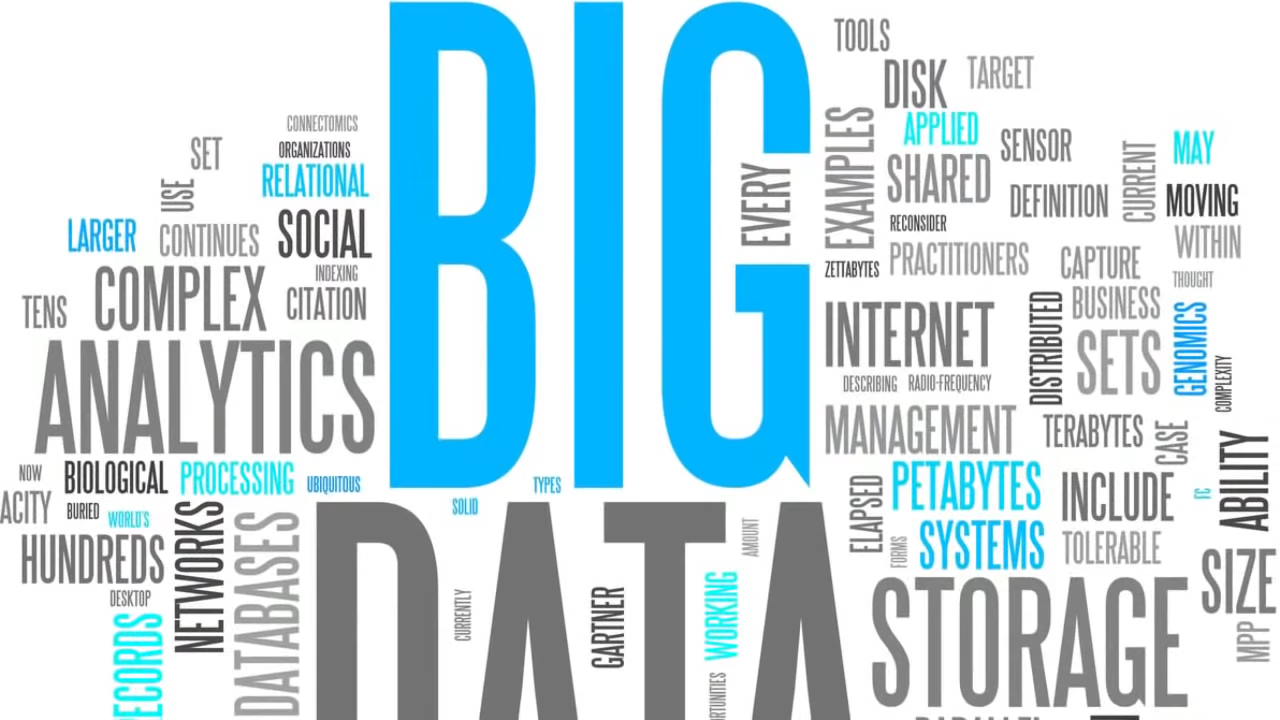 BIG
DATA
TOOLS
DISK
TARGET
CONNECTOMICS
SET
ORGANIZATIONS
RELATIONAL
USE
LARGER
CONTINUES
SOCIAL
INDEXING
TENS
COMPLEX
CITATION
ANALYTICS
NOW
BIOLOGICAL
PROCESSING
UBIQUITOUS
ACITY
BURIED
WORLD'S
HUNDREDS
NETWORKS
DATABASES
DESKTOP
ECORDS
SOLID
TYPES
CURRENTLY
GARTNER
AMOUNT
WORKING
ORTUNITIES
EVERY
EXAMPLES
APPLIED
SHARED
SENSOR
CURRENT
MAY
DEFINITION
MOVING
RECONSIDER
WITHIN
ZETTABYTES
PRACTITIONERS
CAPTURE
THOUGHT
BUSINESS
INTERNET
DISTRIBUTED
SETS
GENOMICS
COMPLEXITY
DESCRIBING
RADIO-FREQUENCY
MANAGEMENT
TERABYTES
CASE
ABILITY
ELAPSED
PETABYTES
INCLUDE
FORMS
SYSTEMS
TOLERABLE
SIZE
STORAGE
MPP
PARALLEL